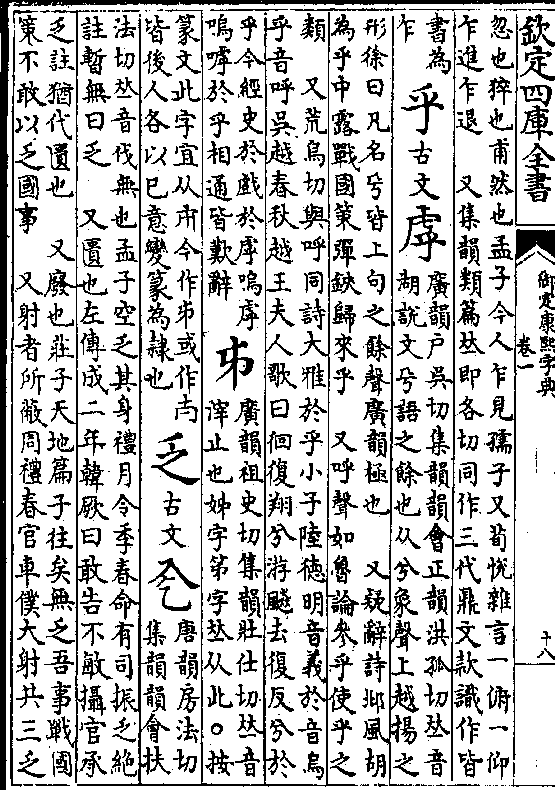 欽定四庫全書
御定康熙字典
卷一
十八
忽也猝也甫然也孟子今人乍見孺子又荀悅雜言一俯一仰
乍進乍退　又集韻類篇𠀤即各切同作三代鼎文款識作皆
書為
乍
乎古文虖
廣韻戸吳切集韻韻會正韻洪孤切𠀤音
胡說文兮語之餘也从兮象聲上越揚之
形徐曰凡名兮皆上句之餘聲廣韻極也　又疑辭詩邶風胡
為乎中露戰國策彈鋏歸來乎　又呼聲如魯論參乎使乎之
類　又荒烏切與呼同詩大雅於乎小子陸德明音義於音烏
乎音呼吳越春秋越王夫人歌曰徊復翔兮游颺去復反兮於
乎今經史於戲於虖嗚虖
嗚嘑於乎相通皆歎辭
𠂔
廣韻祖史切集韻壯仕切𠀤音
滓止也姊字第字𠀤从此○按
篆文此字宜从𠂔今作市或作𠂔
皆後人各以已意變篆為隸也
乏古文𠓟
唐韻房法切
集韻韻會扶
法切𠀤音伐無也孟子空乏其身禮月令季春命有司振乏絶
註暫無曰乏　又匱也左傳成二年韓厥曰敢告不敏攝官承
乏註猶代匱也　又廢也莊子天地篇子往矣無乏吾事戰國
策不敢以乏國事　又射者所蔽周禮春官車僕大射共三乏